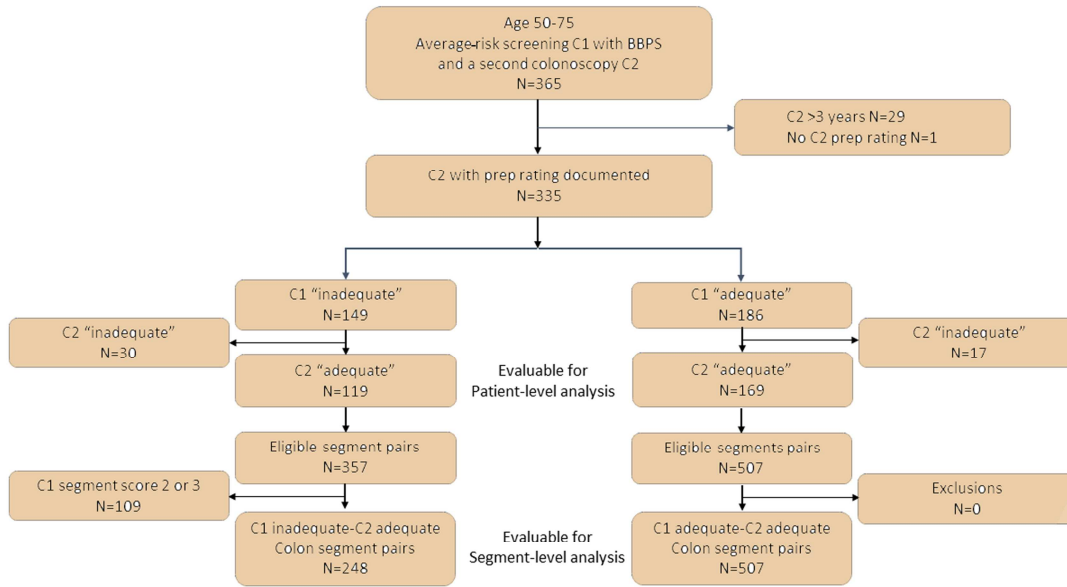 Age 50-75
Average-risk screening C1 with BBPS
and a second colonoscopy C2
N=365
C2 >3 years N=29
No C2 prep rating N=1
C2 with prep rating documented
N=335
C1 “inadequate”
N=149
C1 “adequate”
N=186
C2 “inadequate”
N=30
C2 “inadequate”
N=17
C2 “adequate”
N=119
Evaluable for
Patient-level analysis
C2 “adequate”
N=169
Eligible segment pairs
N=357
Eligible segments pairs
N=507
C1 segment score 2 or 3
N=109
Exclusions
N=0
C1 inadequate-C2 adequate
Colon segment pairs
N=248
Evaluable for
Segment-level analysis
C1 adequate-C2 adequate
Colon segment pairs
N=507